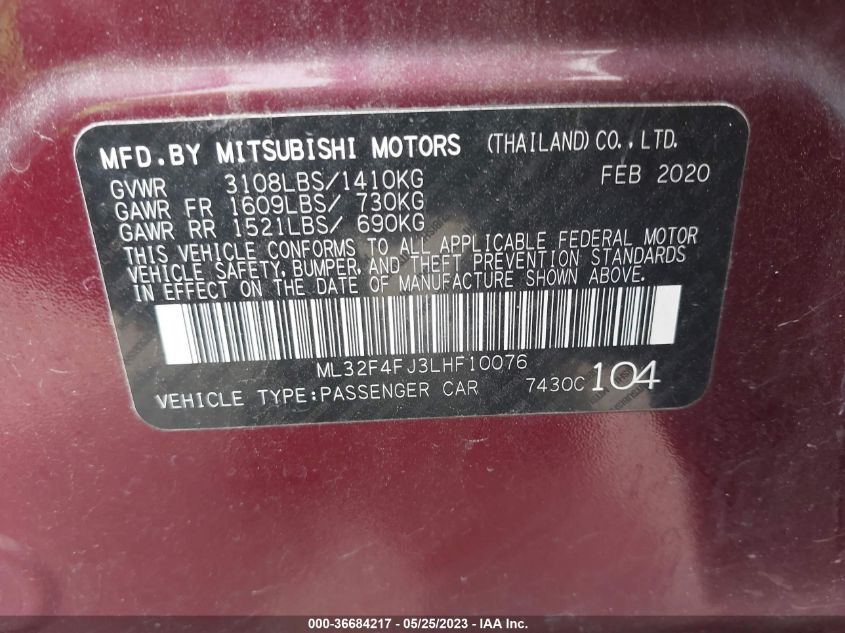 MFD.BY MITSUBISHI MOTORS (THAILAND)CO.,LTD.
GVWR 3108LBS/1410KG FEB 2020
GAWR FR 1609LBS/ 730KG
GAWR RR 1521LBS/ 690KG
THIS VEHICLE CONFORMS TO ALL APPLICABLE FEDERAL MOTOR
VEHICLE SAFETY, BUMPER, AND THEFT PREVENTION STANDARDS
IN EFFECT ON THE DATE OF MANUFACTURE SHOWN ABOVE.
ML32F4FJ3LHF10076
VEHICLE TYPE:PASSENGER CAR 7430C 104
000-36684217 - 05/25/2023 - IAA Inc.